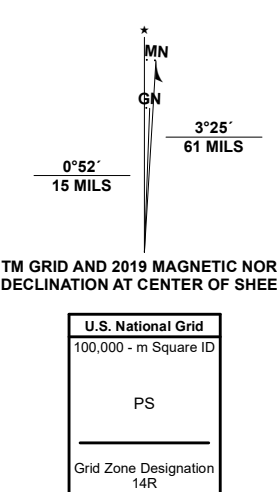 MN
GN
3°25´
61 MILS
0°52´
15 MILS
TM GRID AND 2019 MAGNETIC NOR
DECLINATION AT CENTER OF SHEE
U.S. National Grid
100,000 - m Square ID
PS
Grid Zone Designation
14R